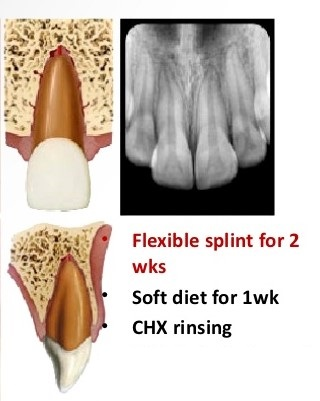 • Flexible splint for 2
wks
• Soft diet for 1wk
• CHX rinsing